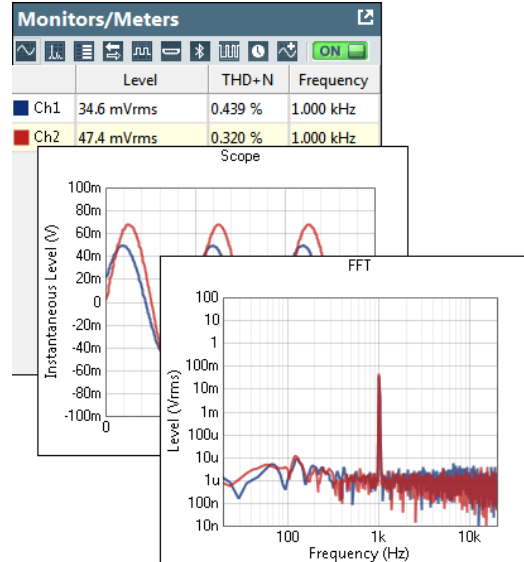 Monitors/Meters
ON
Level THD+N Frequency
Ch1 34.6 mVrms 0.439 % 1.000 kHz
Ch2 47.4 mVrms 0.320 % 1.000 kHz
Scope
Instantaneous Level (V)
100m
80m
60m
40m
20m
0
-20m
-40m
-60m
-80m
-100m
0
FFT
Level (Vrms)
100
10
1
100m
10m
1m
100u
10u
1u
100n
10n
100 1k 10k
Frequency (Hz)